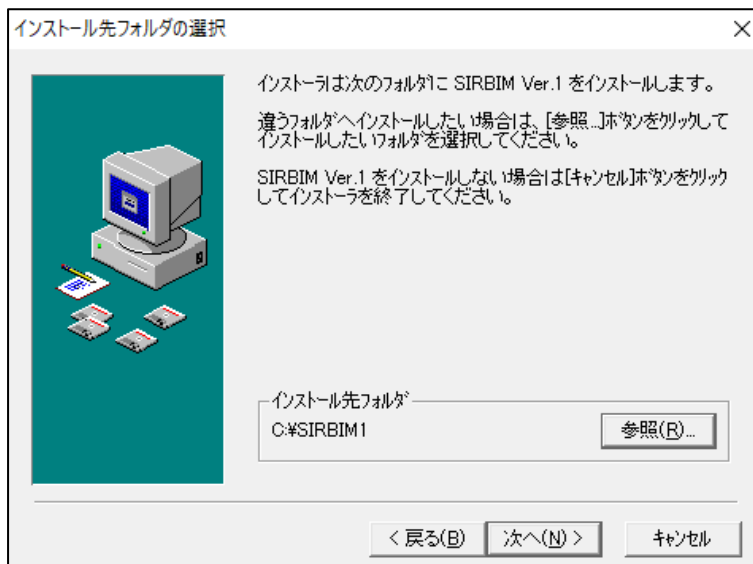 インストール先フォルダの選択
インストーラは次のフォルダに SIRBIM Ver.1 をインストールします。
違うフォルダへインストールしたい場合は、[参照...]ボタンをクリックして
インストールしたいフォルダを選択してください。
SIRBIM Ver.1 をインストールしない場合は[キャンセル]ボタンをクリック
してインストーラを終了してください。
インストール先フォルダ
C:¥SIRBIM1
参照(R)...
< 戻る(B)
次へ(N) >
キャンセル